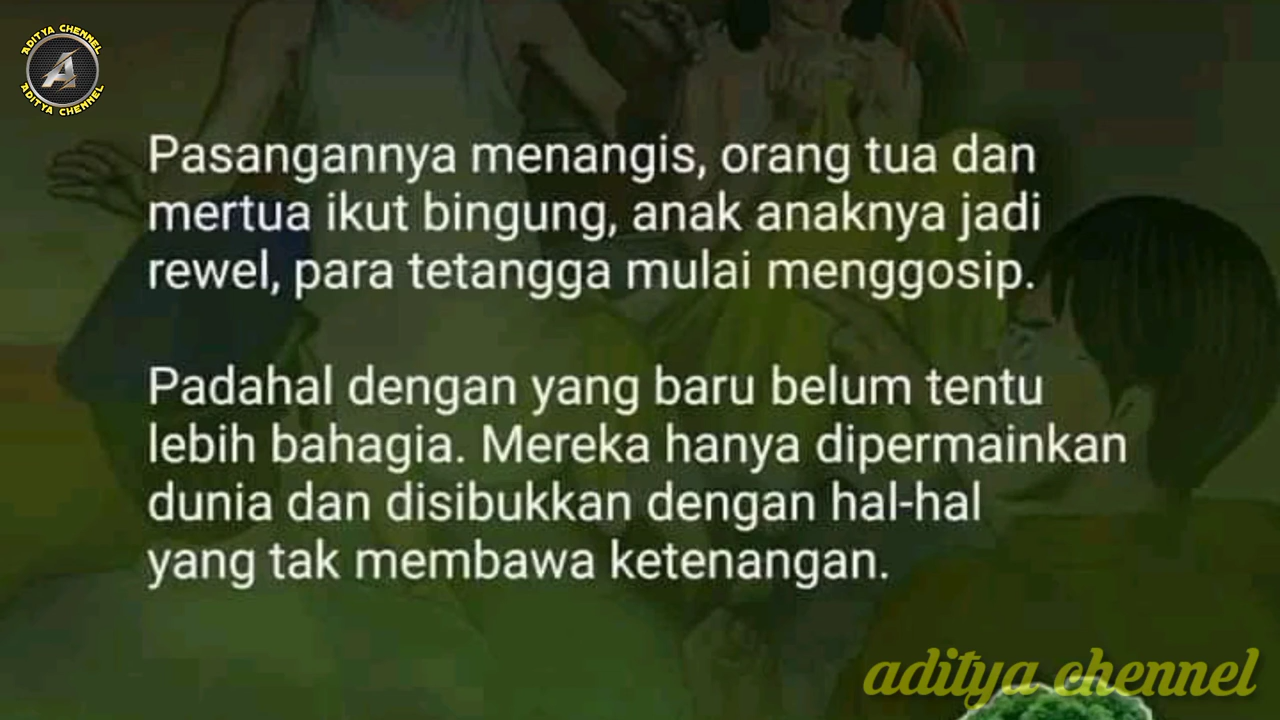 ADITYA CHENNEL
A
ADITYA CHENNEL
Pasangannya menangis, orang tua dan
mertua ikut bingung, anak anaknya jadi
rewel, para tetangga mulai menggosip.
Padahal dengan yang baru belum tentu
lebih bahagia. Mereka hanya dipermainkan
dunia dan disibukkan dengan hal-hal
yang tak membawa ketenangan.
aditya chennel